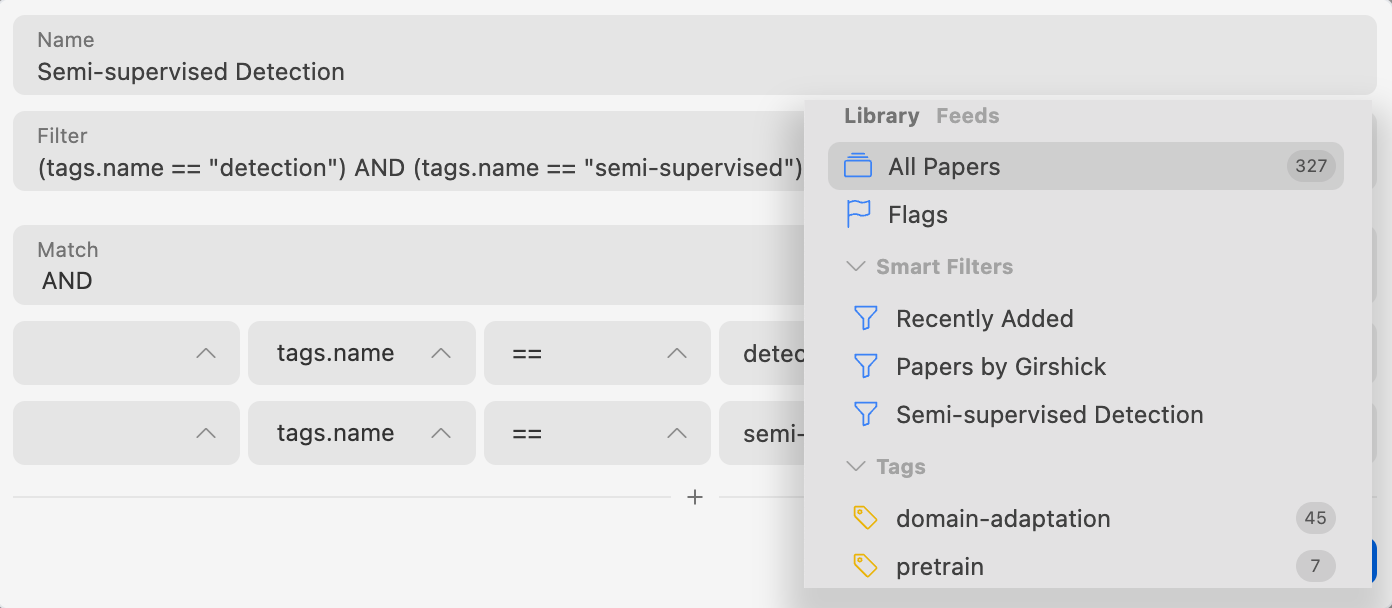 Name
Semi-supervised Detection
Filter
(tags.name == "detection") AND (tags.name == "semi-supervised")
Match
AND
tags.name == detec
tags.name == semi-
+
Library Feeds
All Papers 327
Flags
Smart Filters
Recently Added
Papers by Girshick
Semi-supervised Detection
Tags
domain-adaptation 45
pretrain 7